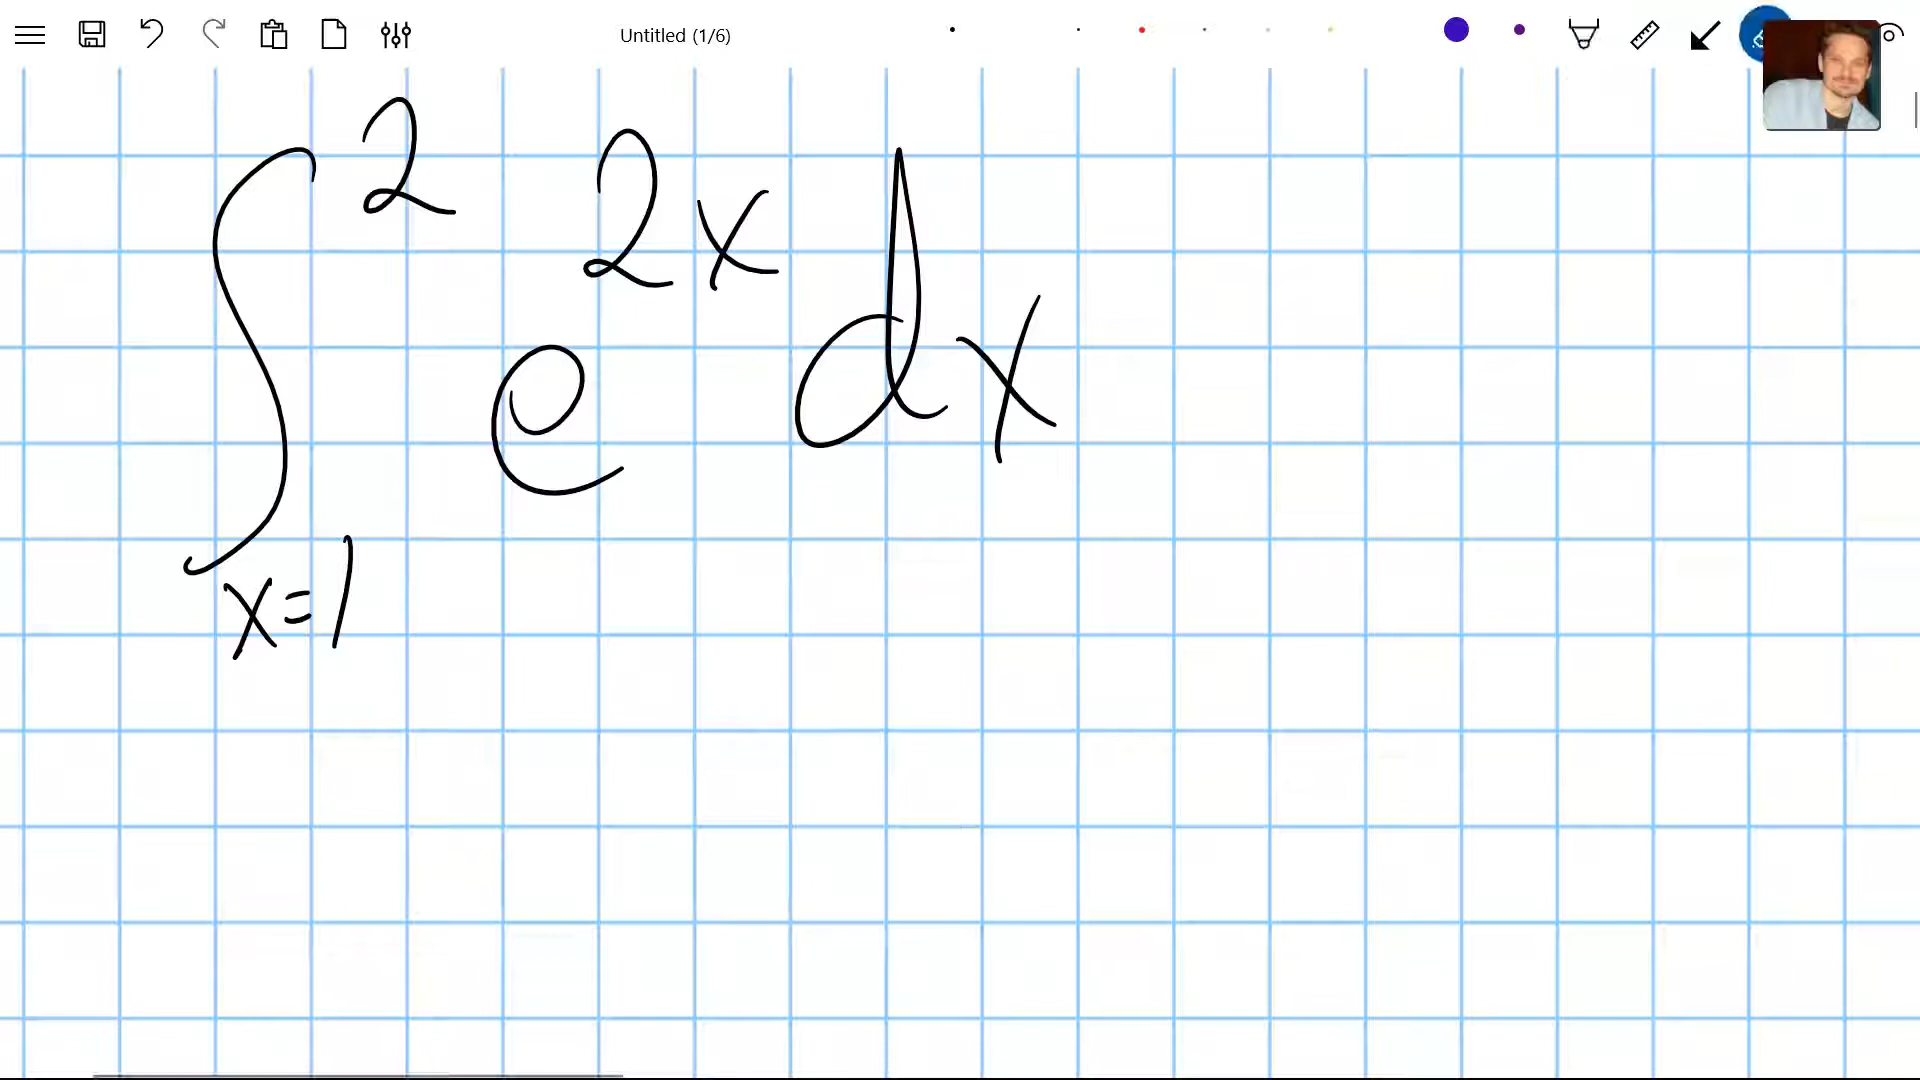 Untitled (1/6)
∫ 2 e 2x dx
x=1